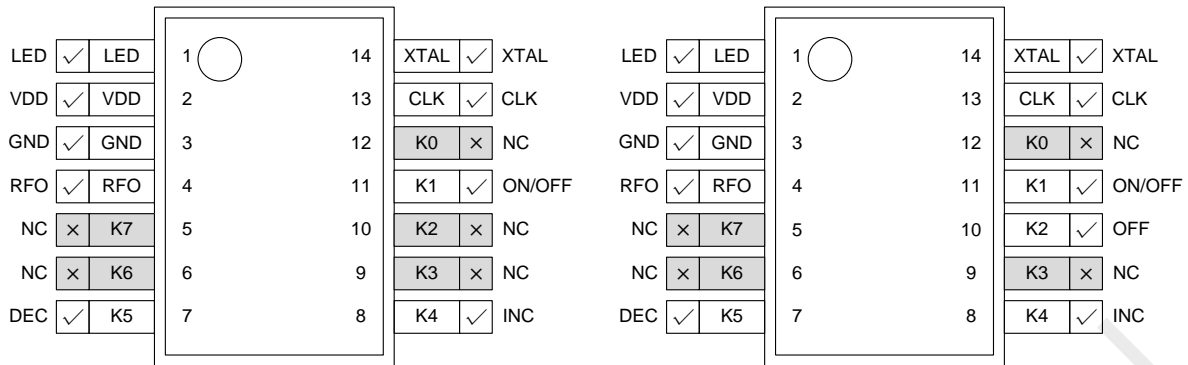 LED ✓ LED 1 14 XTAL ✓ XTAL LED ✓ LED 1 14 XTAL ✓ XTAL
VDD ✓ VDD 2 13 CLK ✓ CLK VDD ✓ VDD 2 13 CLK ✓ CLK
GND ✓ GND 3 12 K0 × NC GND ✓ GND 3 12 K0 × NC
RFO ✓ RFO 4 11 K1 ✓ ON/OFF RFO ✓ RFO 4 11 K1 ✓ ON/OFF
NC × K7 5 10 K2 × NC NC × K7 5 10 K2 ✓ OFF
NC × K6 6 9 K3 × NC NC × K6 6 9 K3 × NC
DEC ✓ K5 7 8 K4 ✓ INC DEC ✓ K5 7 8 K4 ✓ INC